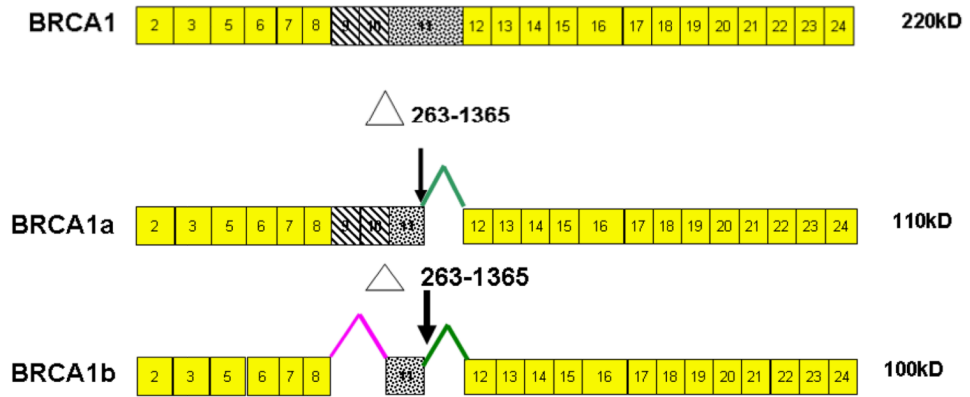 BRCA1 2 3 5 6 7 8 9 10 11 12 13 14 15 16 17 18 19 20 21 22 23 24 220kD
263-1365
BRCA1a 2 3 5 6 7 8 9 10 11 12 13 14 15 16 17 18 19 20 21 22 23 24 110kD
263-1365
BRCA1b 2 3 5 6 7 8 11 12 13 14 15 16 17 18 19 20 21 22 23 24 100kD